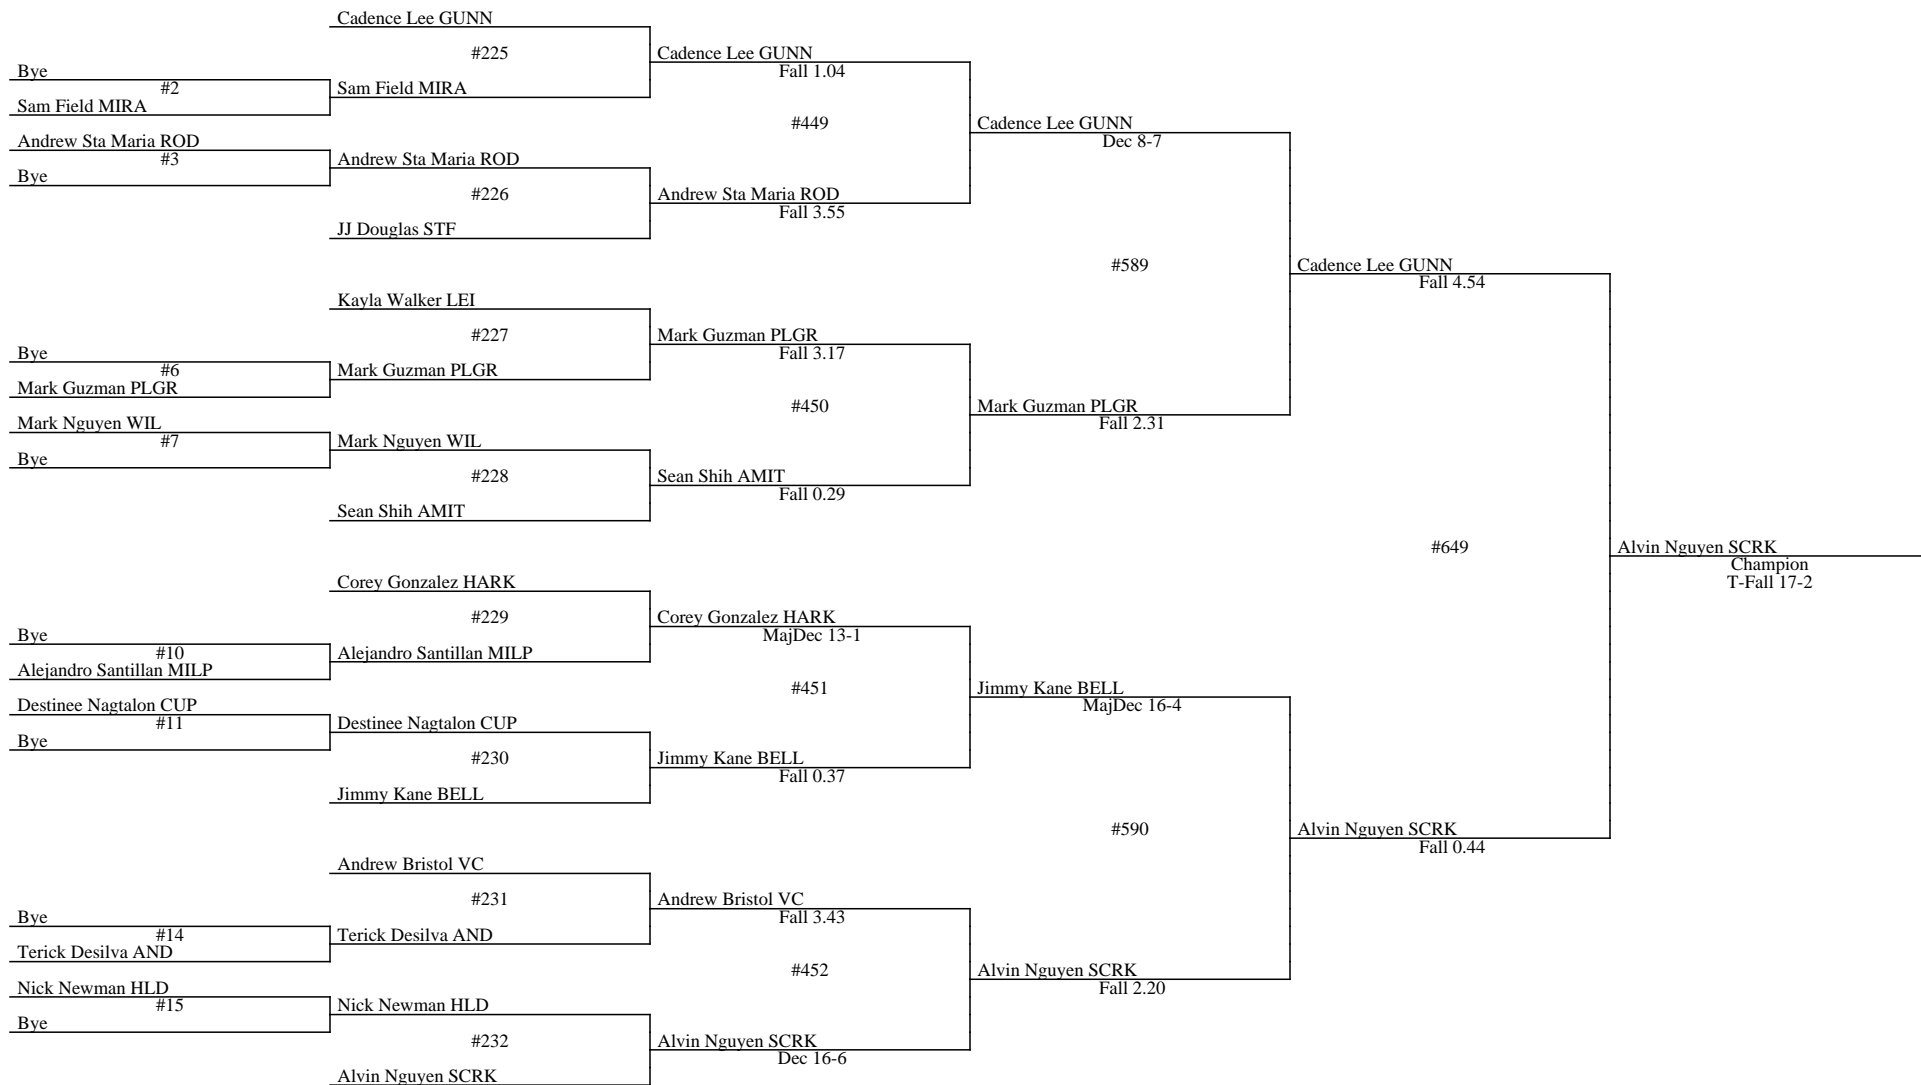 Cadence Lee GUNN
#225
Bye
#2
Sam Field MIRA
Sam Field MIRA
Cadence Lee GUNN
Fall 1.04
Andrew Sta Maria ROD
#3
Bye
Andrew Sta Maria ROD
#226
JJ Douglas STF
#449
Andrew Sta Maria ROD
Fall 3.55
Cadence Lee GUNN
Dec 8-7
Kayla Walker LEI
#227
Bye
#6
Mark Guzman PLGR
Mark Guzman PLGR
Mark Guzman PLGR
Fall 3.17
Mark Nguyen WIL
#7
Bye
Mark Nguyen WIL
#228
Sean Shih AMIT
#450
Sean Shih AMIT
Fall 0.29
Mark Guzman PLGR
Fall 2.31
#589
Cadence Lee GUNN
Fall 4.54
Corey Gonzalez HARK
#229
Bye
#10
Alejandro Santillan MILP
Alejandro Santillan MILP
Corey Gonzalez HARK
MajDec 13-1
Destinee Nagtalon CUP
#11
Bye
Destinee Nagtalon CUP
#230
Jimmy Kane BELL
#451
Jimmy Kane BELL
Fall 0.37
Jimmy Kane BELL
MajDec 16-4
Andrew Bristol VC
#231
Bye
#14
Terick Desilva AND
Terick Desilva AND
Andrew Bristol VC
Fall 3.43
Nick Newman HLD
#15
Bye
Nick Newman HLD
#232
Alvin Nguyen SCRK
#452
Alvin Nguyen SCRK
Dec 16-6
Alvin Nguyen SCRK
Fall 2.20
#590
Alvin Nguyen SCRK
Fall 0.44
#649
Alvin Nguyen SCRK
Champion
T-Fall 17-2